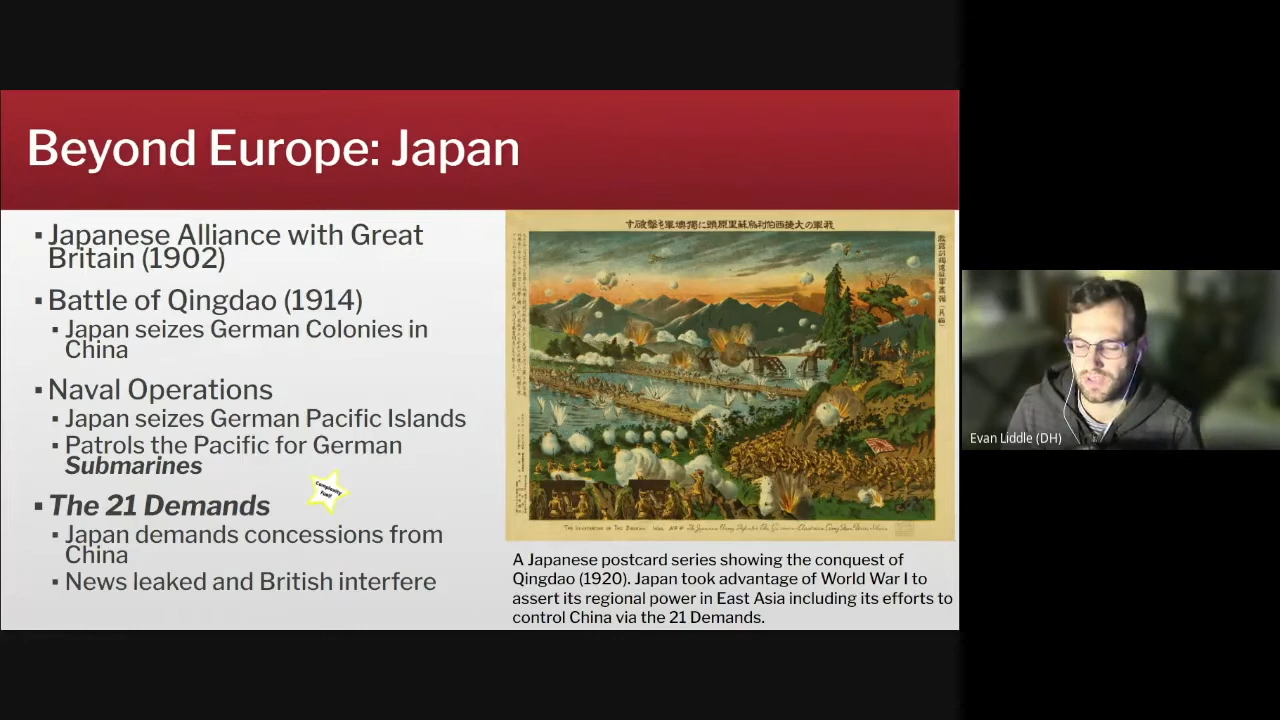 Beyond Europe: Japan
▪ Japanese Alliance with Great
Britain (1902)
▪ Battle of Qingdao (1914)
▪ Japan seizes German Colonies in
China
▪ Naval Operations
▪ Japan seizes German Pacific Islands
▪ Patrols the Pacific for German
Submarines
▪ The 21 Demands
▪ Japan demands concessions from
China
▪ News leaked and British interfere
Complexity
A Japanese postcard series showing the conquest of
Qingdao (1920). Japan took advantage of World War I to
assert its regional power in East Asia including its efforts to
control China via the 21 Demands.
Evan Liddle (DH)